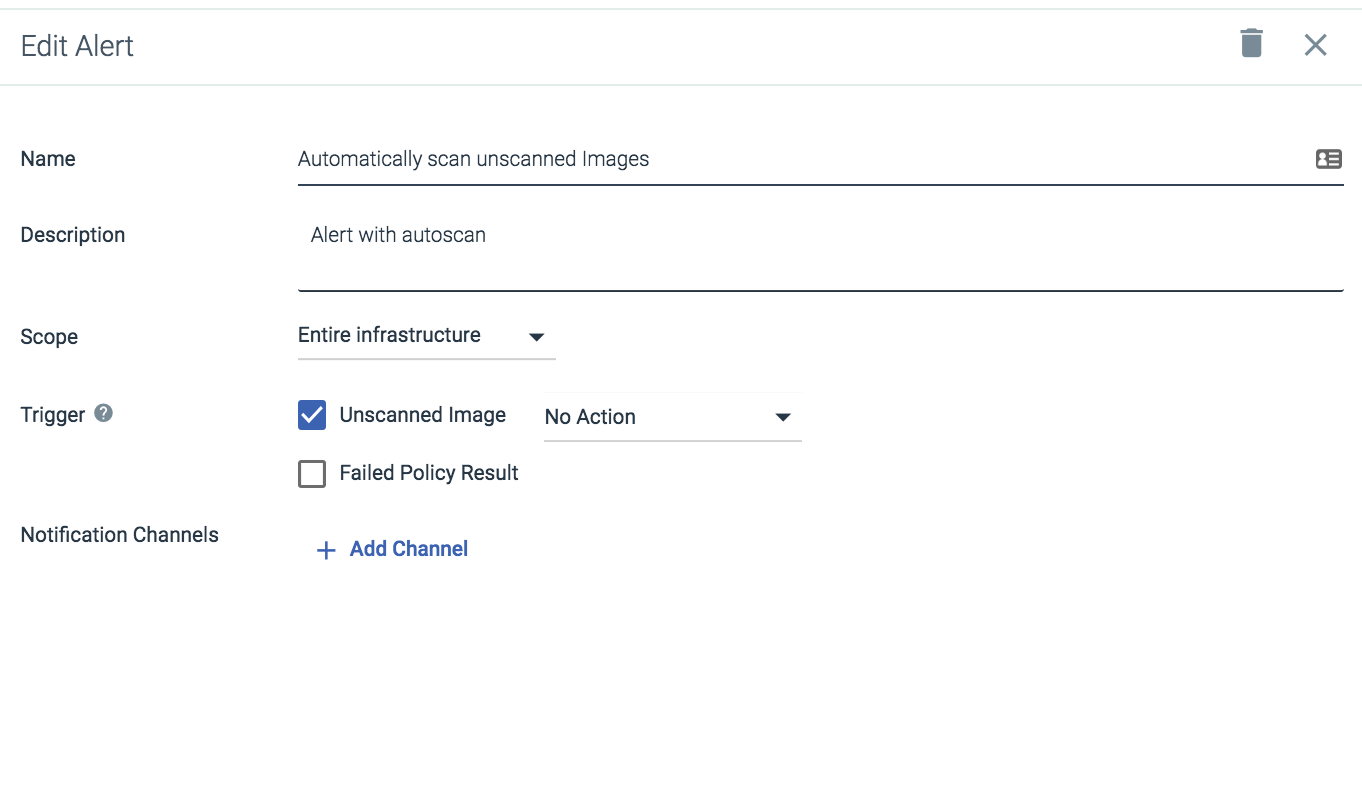 Edit Alert
Name
Automatically scan unscanned Images
Description
Alert with autoscan
Scope
Entire infrastructure
Trigger ?
Unscanned Image
No Action
Failed Policy Result
Notification Channels
+ Add Channel